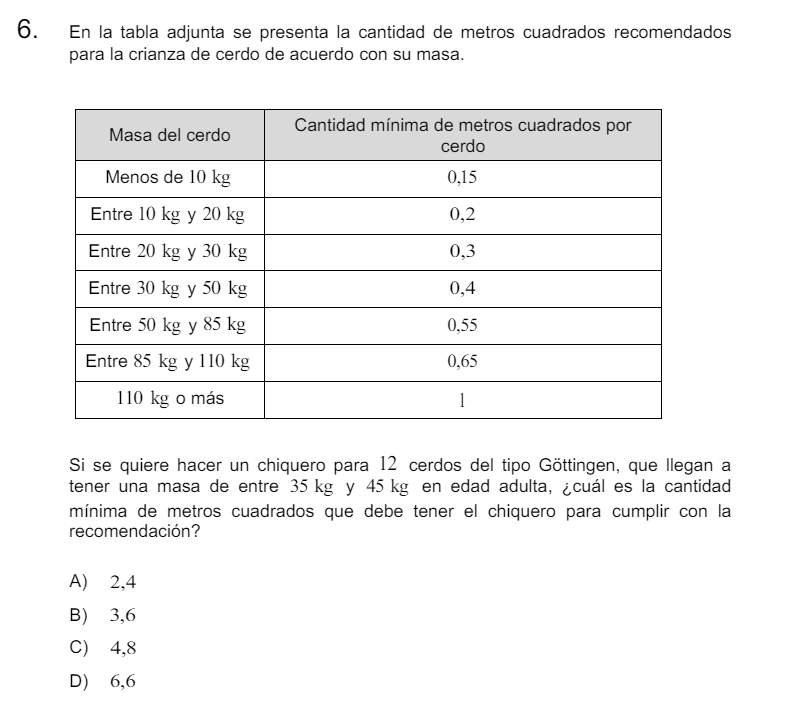 6. En la tabla adjunta se presenta la cantidad de metros cuadrados recomendados
para la crianza de cerdo de acuerdo con su masa.
Masa del cerdo
Cantidad mínima de metros cuadrados por
cerdo
Menos de 10 kg
0,15
Entre 10 kg y 20 kg
0,2
Entre 20 kg y 30 kg
0,3
Entre 30 kg y 50 kg
0,4
Entre 50 kg y 85 kg
0,55
Entre 85 kg y 110 kg
0,65
110 kg o más
1
Si se quiere hacer un chiquero para 12 cerdos del tipo Göttingen, que llegan a
tener una masa de entre 35 kg y 45 kg en edad adulta, ¿cuál es la cantidad
mínima de metros cuadrados que debe tener el chiquero para cumplir con la
recomendación?
A) 2,4
B) 3,6
C) 4,8
D) 6,6